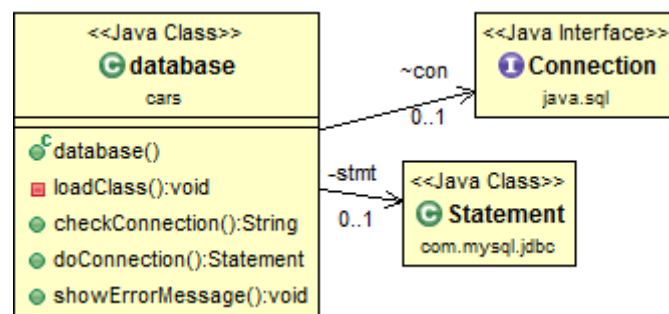 <<Java Class>>
C database
cars
C database()
loadClass():void
checkConnection():String
doConnection():Statement
showErrorMessage():void
~con
0..1
<<Java Interface>>
I Connection
java.sql
-stmt
0..1
<<Java Class>>
C Statement
com.mysql.jdbc